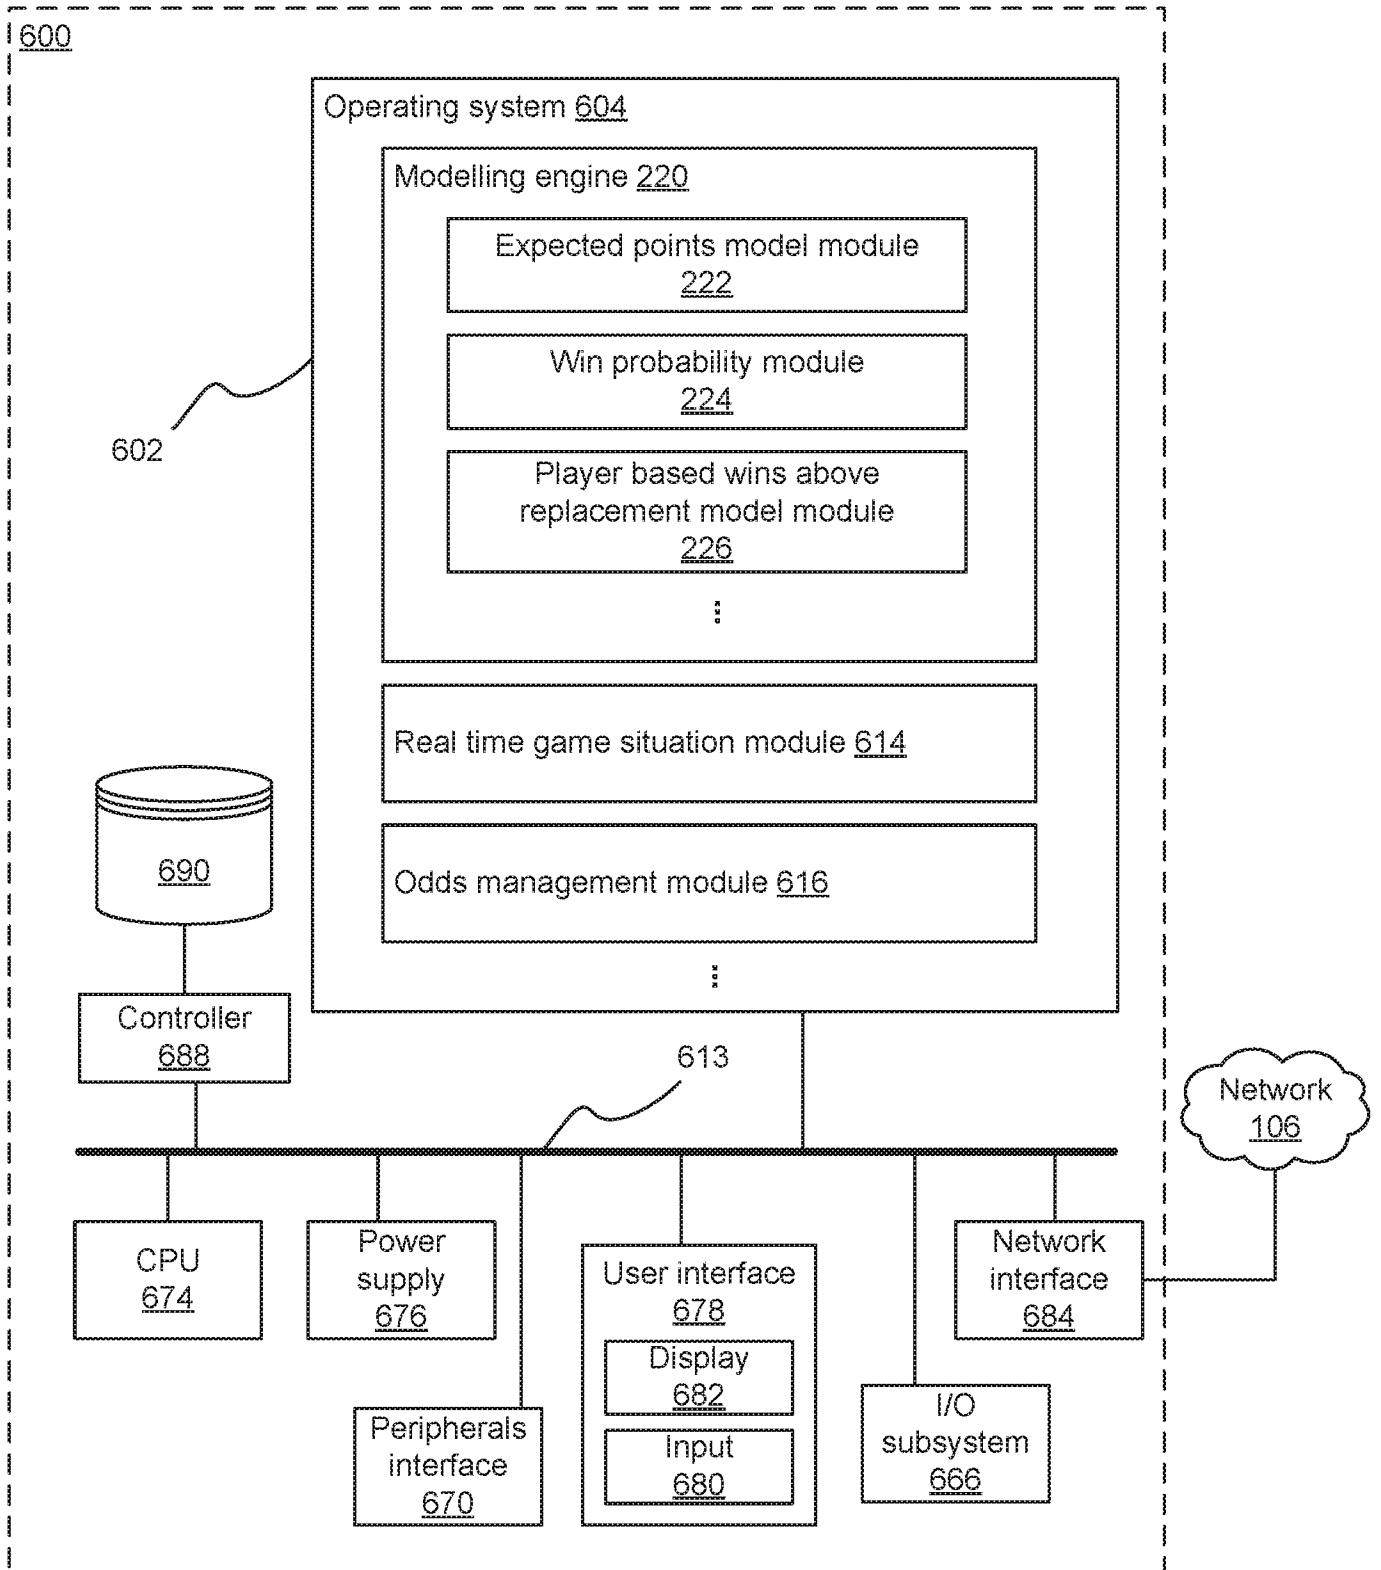 600
Operating system 604
Modelling engine 220
Expected points model module
222
Win probability module
224
Player based wins above
replacement model module
226
602
Real time game situation module 614
690
Odds management module 616
Controller
688
613
Network
106
CPU
674
Power
supply
676
User interface
678
Network
interface
684
Display
682
Input
680
Peripherals
interface
670
I/O
subsystem
666